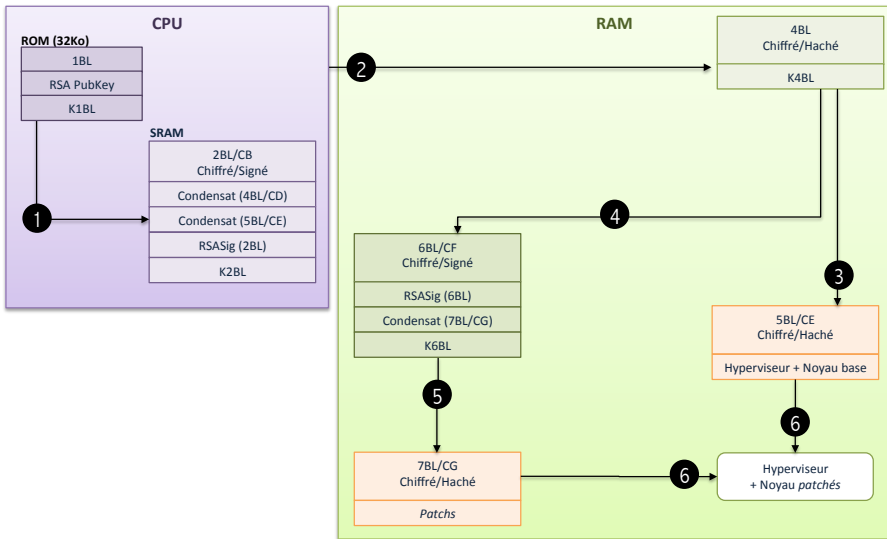 CPU
ROM (32Ko)
1BL
RSA PubKey
K1BL
SRAM
2BL/CB
Chiffré/Signé
Condensat (4BL/CD)
Condensat (5BL/CE)
RSASig (2BL)
K2BL
1
2
RAM
4BL
Chiffré/Haché
K4BL
4
3
6BL/CF
Chiffré/Signé
RSASig (6BL)
Condensat (7BL/CG)
K6BL
5BL/CE
Chiffré/Haché
Hyperviseur + Noyau base
5
6
7BL/CG
Chiffré/Haché
Patchs
6
Hyperviseur
+ Noyau patchés